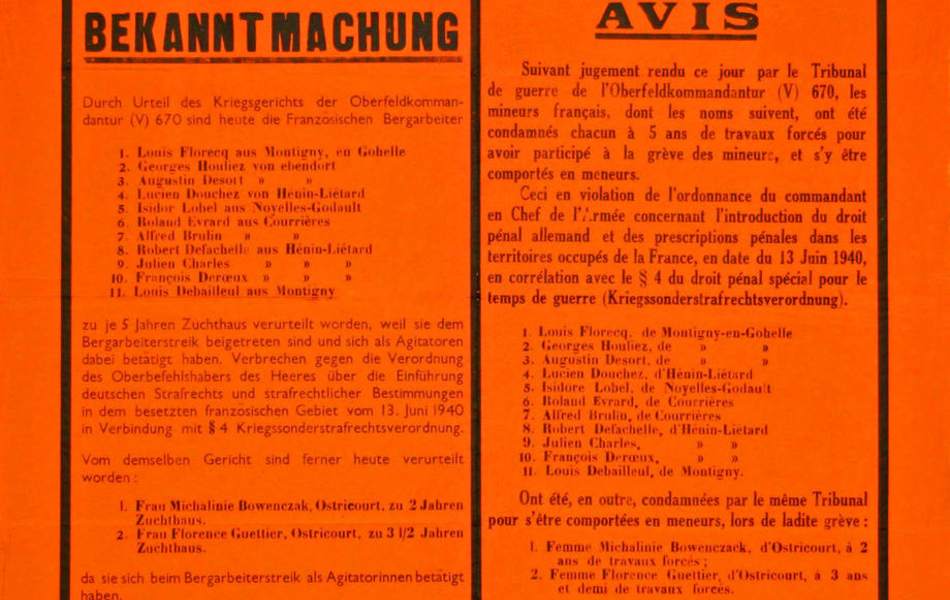 BEKANNTMACHUNG
Durch Urteil des Kriegsgerichts der Oberfeldkomman-
dantur (V) 670 sind heute die Französischen Bergarbeiter
1. Louis Florecq aus Montigny, en Gohelle
2. Georges Houliez von ebendort
3. Augustin Desort » »
4. Lucien Douchez von Hénin-Liétard
5. Isidor Lobel aus Noyelles-Godault
6. Roland Evrard aus Courrières
7. Alfred Brulin » »
8. Robert Defachelle aus Hénin-Liétard
9. Julien Charles » » »
10. François Derœux » » »
11. Louis Debailleul aus Montigny
zu je 5 Jahren Zuchthaus verurteilt worden, weil sie dem
Bergarbeiterstreik beigetreten sind und sich als Agitatoren
dabei betätigt haben. Verbrechen gegen die Verordnung
des Oberbefehlshabers des Heeres über die Einführung
deutschen Strafrechts und strafrechtlicher Bestimmungen
in dem besetzten französischen Gebiet vom 13. Juni 1940
in Verbindung mit § 4 Kriegssonderstrafrechtsverordnung.
Vom demselben Gericht sind ferner heute verurteilt
worden :
1. Frau Michalinie Bowenczak, Ostricourt, zu 2 Jahren
Zuchthaus.
2. Frau Florence Guettier, Ostricourt, zu 3 1/2 Jahren
Zuchthaus.
da sie sich beim Bergarbeiterstreik als Agitatorinnen betätigt
haben.
AVIS
Suivant jugement rendu ce jour par le Tribunal
de guerre de l'Oberfeldkommandantur (V) 670, les
mineurs français, dont les noms suivent, ont été
condamnés chacun à 5 ans de travaux forcés pour
avoir participé à la grève des mineurs, et s'y être
comportés en meneurs.
Ceci en violation de l'ordonnance du commandant
en Chef de l'Armée concernant l'introduction du droit
pénal allemand et des prescriptions pénales dans les
territoires occupés de la France, en date du 13 Juin 1940,
en corrélation avec le § 4 du droit pénal spécial pour le
temps de guerre (Kriegssonderstrafrechtsverordnung).
1. Louis Florecq, de Montigny-en-Gohelle
2. Georges Houliez, de » »
3. Augustin Desort, de » »
4. Lucien Douchez, d'Hénin-Liétard
5. Isidore Lobel, de Noyelles-Godault
6. Roland Evrard, de Courrières
7. Alfred Brulin, de Courrières
8. Robert Defachelle, d'Hénin-Liétard
9. Julien Charles, » »
10. François Derœux, » »
11. Louis Debailleul, de Montigny.
Ont été, en outre, condamnées par le même Tribunal
pour s'être comportées en meneurs, lors de ladite grève :
1. Femme Michalinie Bowenczack, d'Ostricourt, à 2
ans de travaux forcés ;
2. Femme Florence Guettier, d'Ostricourt, à 3 ans
et demi de travaux forcés.